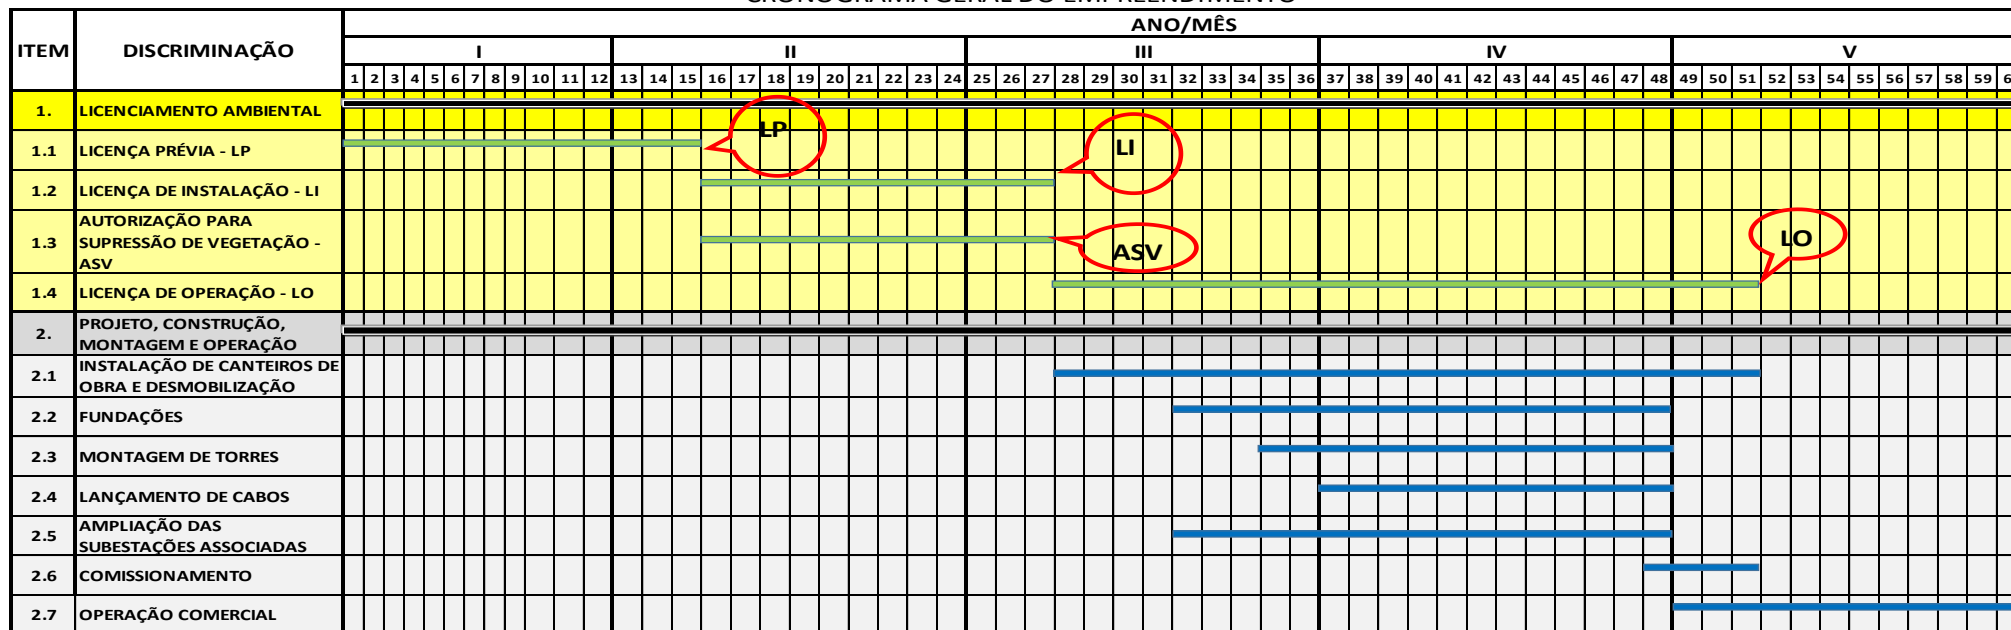 CRONOGRAMA GERAL DO EMPREENDIMENTO
ITEM DISCRIMINAÇÃO ANO/MÊS
I II III IV V
1 2 3 4 5 6 7 8 9 10 11 12 13 14 15 16 17 18 19 20 21 22 23 24 25 26 27 28 29 30 31 32 33 34 35 36 37 38 39 40 41 42 43 44 45 46 47 48 49 50 51 52 53 54 55 56 57 58 59
1. LICENCIAMENTO AMBIENTAL
LP
1.1 LICENÇA PRÉVIA - LP
LI
1.2 LICENÇA DE INSTALAÇÃO - LI
1.3 AUTORIZAÇÃO PARA
SUPRESSÃO DE VEGETAÇÃO -
ASV
ASV
LO
1.4 LICENÇA DE OPERAÇÃO - LO
2. PROJETO, CONSTRUÇÃO,
MONTAGEM E OPERAÇÃO
2.1 INSTALAÇÃO DE CANTEIROS DE
OBRA E DESMOBILIZAÇÃO
2.2 FUNDAÇÕES
2.3 MONTAGEM DE TORRES
2.4 LANÇAMENTO DE CABOS
2.5 AMPLIAÇÃO DAS
SUBESTAÇÕES ASSOCIADAS
2.6 COMISSIONAMENTO
2.7 OPERAÇÃO COMERCIAL